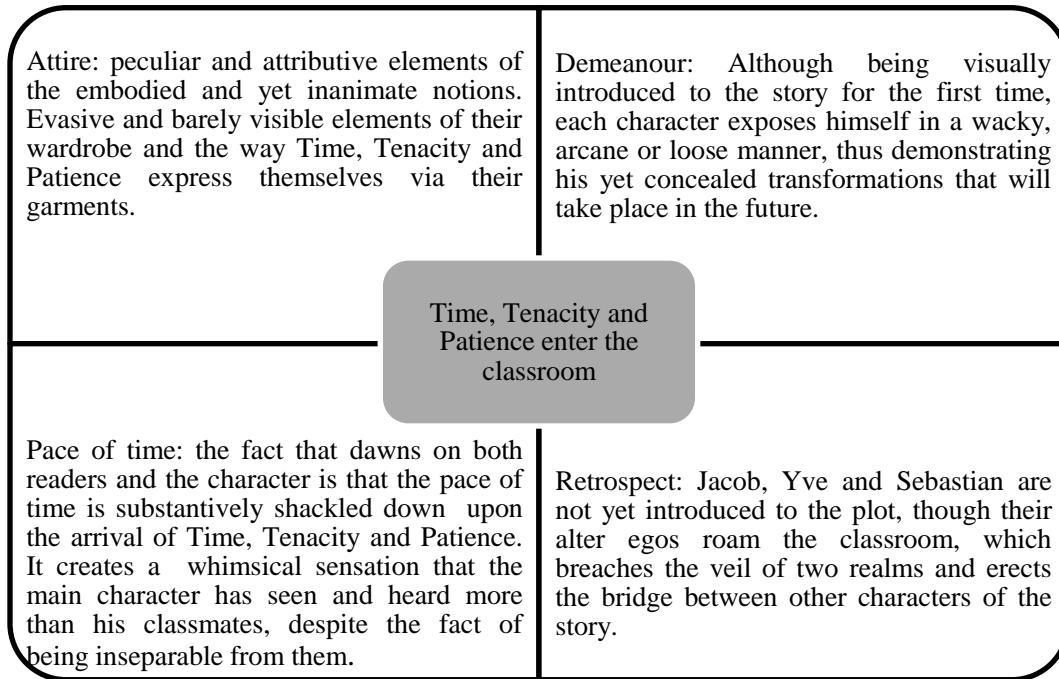 Attire: peculiar and attributive elements of
the embodied and yet inanimate notions.
Evasive and barely visible elements of their
wardrobe and the way Time, Tenacity and
Patience express themselves via their
garments.
Demeanour: Although being visually
introduced to the story for the first time,
each character exposes himself in a wacky,
arcane or loose manner, thus demonstrating
his yet concealed transformations that will
take place in the future.
Time, Tenacity and
Patience enter the
classroom
Pace of time: the fact that dawns on both
readers and the character is that the pace of
time is substantively shackled down upon
the arrival of Time, Tenacity and Patience.
It creates a whimsical sensation that the
main character has seen and heard more
than his classmates, despite the fact of
being inseparable from them.
Retrospect: Jacob, Yve and Sebastian are
not yet introduced to the plot, though their
alter egos roam the classroom, which
breaches the veil of two realms and erects
the bridge between other characters of the
story.